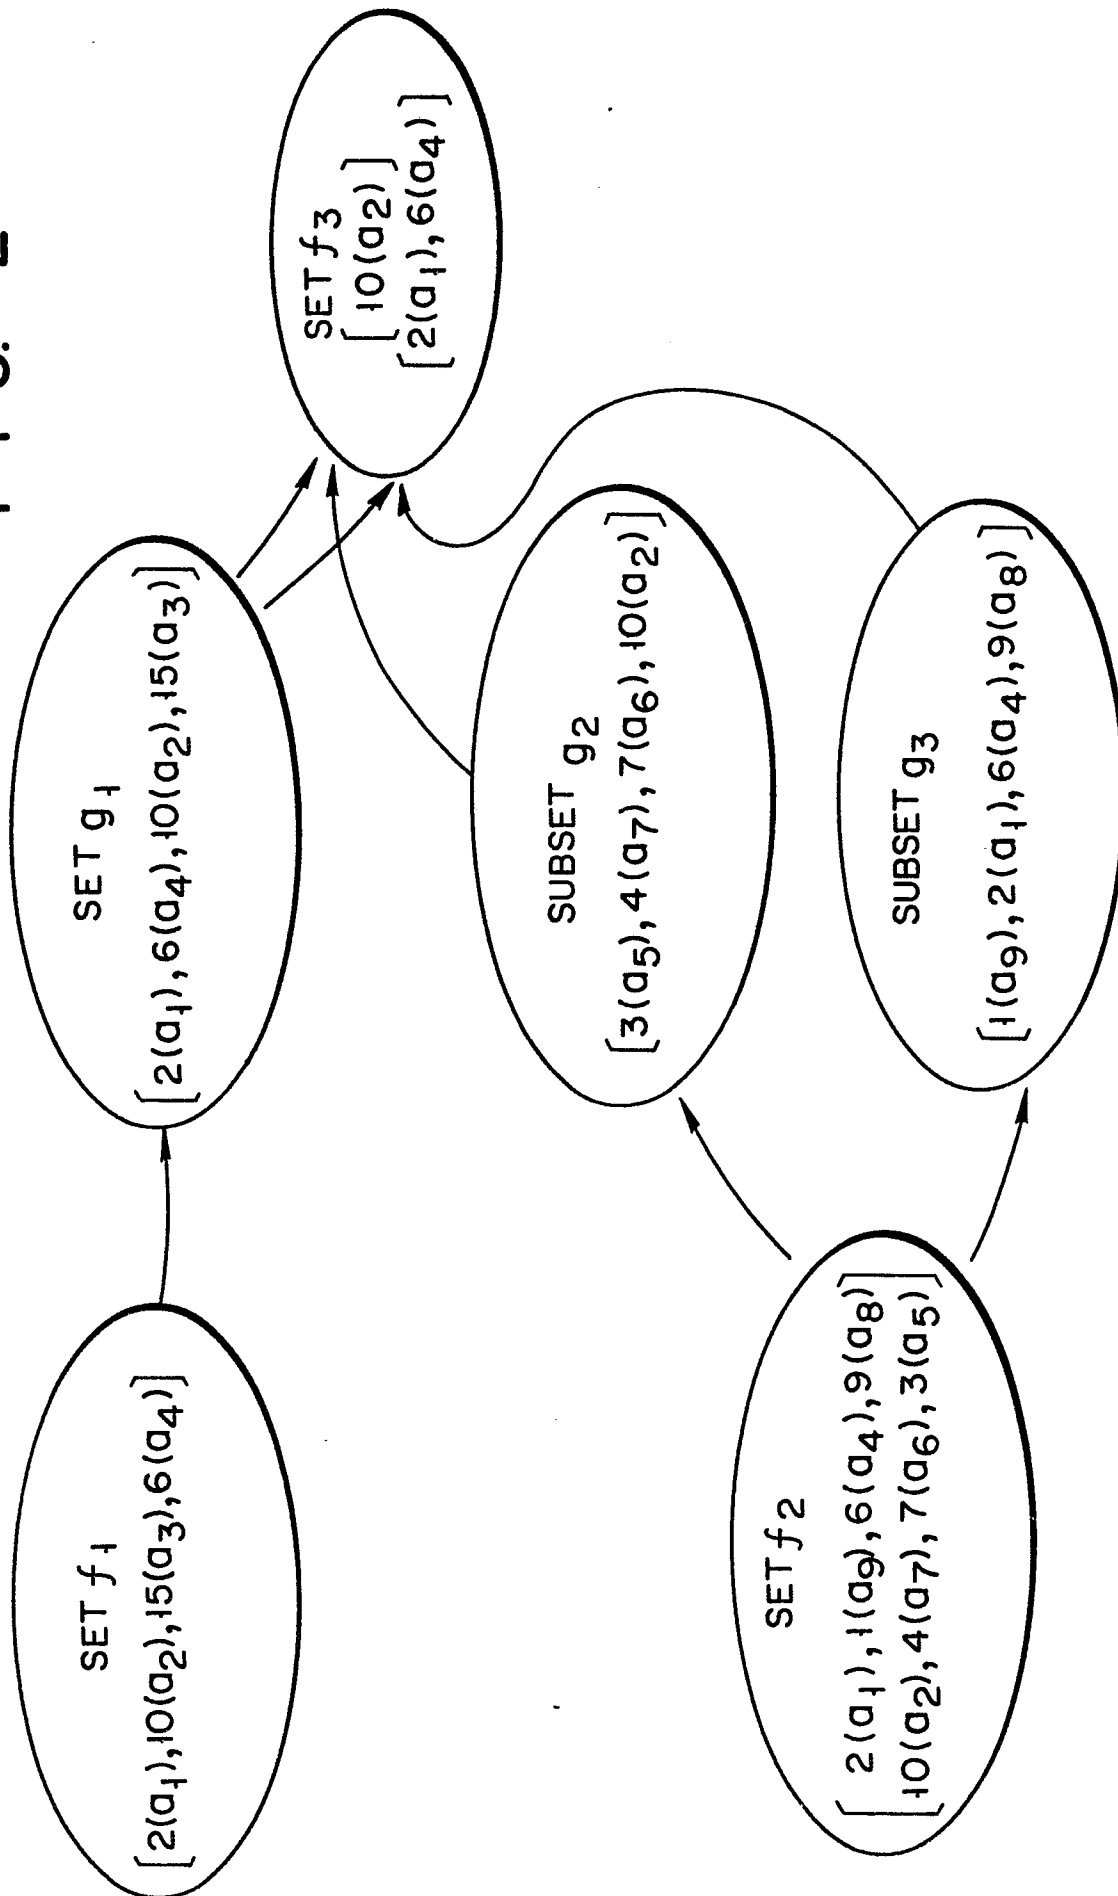 SET f₁
[2(a₁),10(a₂),15(a₃),6(a₄)]
SET g₁
[2(a₁),6(a₄),10(a₂),15(a₃)]
SET f₃
[10(a₂)]
[2(a₁),6(a₄)]
SET f₂
[2(a₁),1(a₉),6(a₄),9(a₈)
10(a₂),4(a₇),7(a₆),3(a₅)]
SUBSET g₂
[3(a₅),4(a₇),7(a₆),10(a₂)]
SUBSET g₃
[1(a₉),2(a₁),6(a₄),9(a₈)]